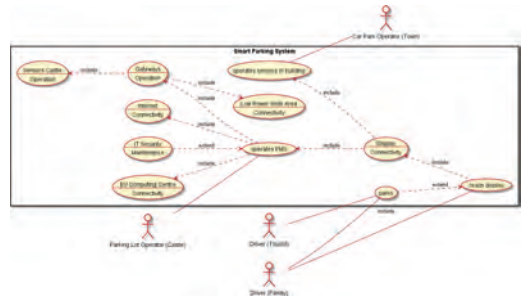 Car Park Operator (Town)
Smart Parking System
Sensors Castle
Operation
include
Gateways
Operation
operates sensors in building
include
include
Low Power Wide Area
Connectivity
include
Internet
Connectivity
include
IT Security
Maintenance
extend
operates PMS
include
Display
Connectivity
include
include
EU Computing Centre
Connectivity
include
parks
extend
reads display
include
Parking Lot Operator (Castle)
Driver (Tourist)
Driver (Family)